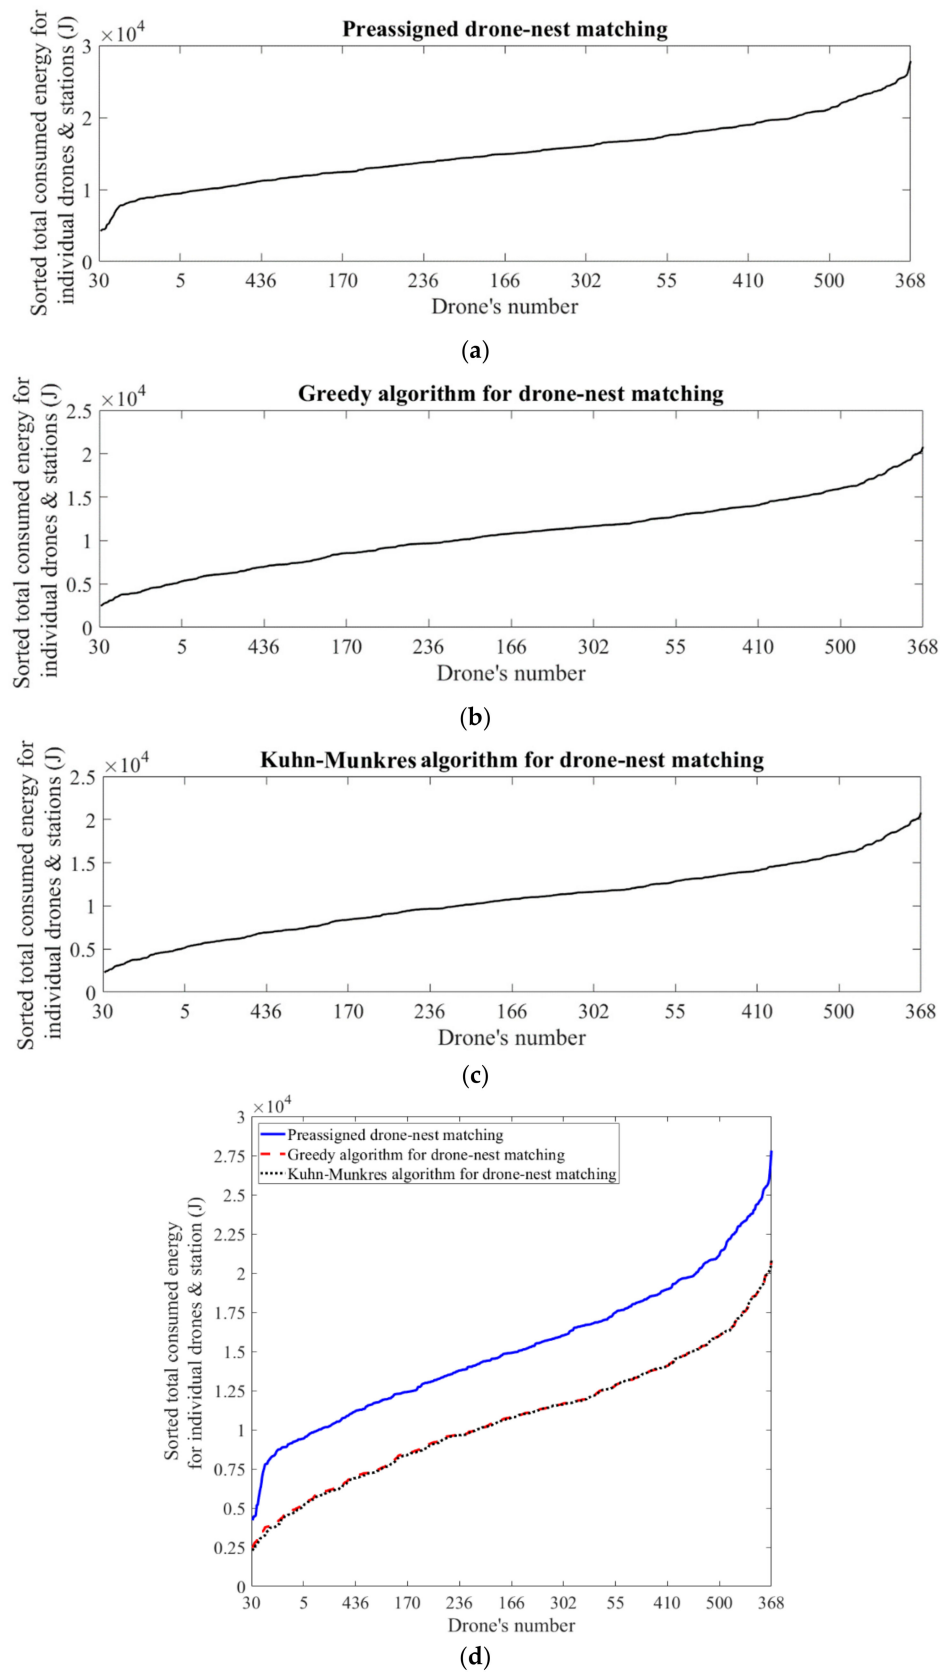 Preassigned drone-nest matching
×10⁴
Sorted total consumed energy for
individual drones & stations (J)
3
2
1
0
30 5 436 170 236 166 302 55 410 500 368
Drone's number
(a)
Greedy algorithm for drone-nest matching
×10⁴
Sorted total consumed energy for
individual drones & stations (J)
2.5
2
1.5
1
0.5
0
30 5 436 170 236 166 302 55 410 500 368
Drone's number
(b)
Kuhn-Munkres algorithm for drone-nest matching
×10⁴
Sorted total consumed energy for
individual drones & stations (J)
2.5
2
1.5
1
0.5
0
30 5 436 170 236 166 302 55 410 500 368
Drone's number
(c)
×10⁴
Sorted total consumed energy
for individual drones & station (J)
3
2.75
2.5
2.25
2
1.75
1.5
1.25
1
0.75
0.5
0.25
0
Preassigned drone-nest matching
Greedy algorithm for drone-nest matching
Kuhn-Munkres algorithm for drone-nest matching
30 5 436 170 236 166 302 55 410 500 368
Drone's number
(d)